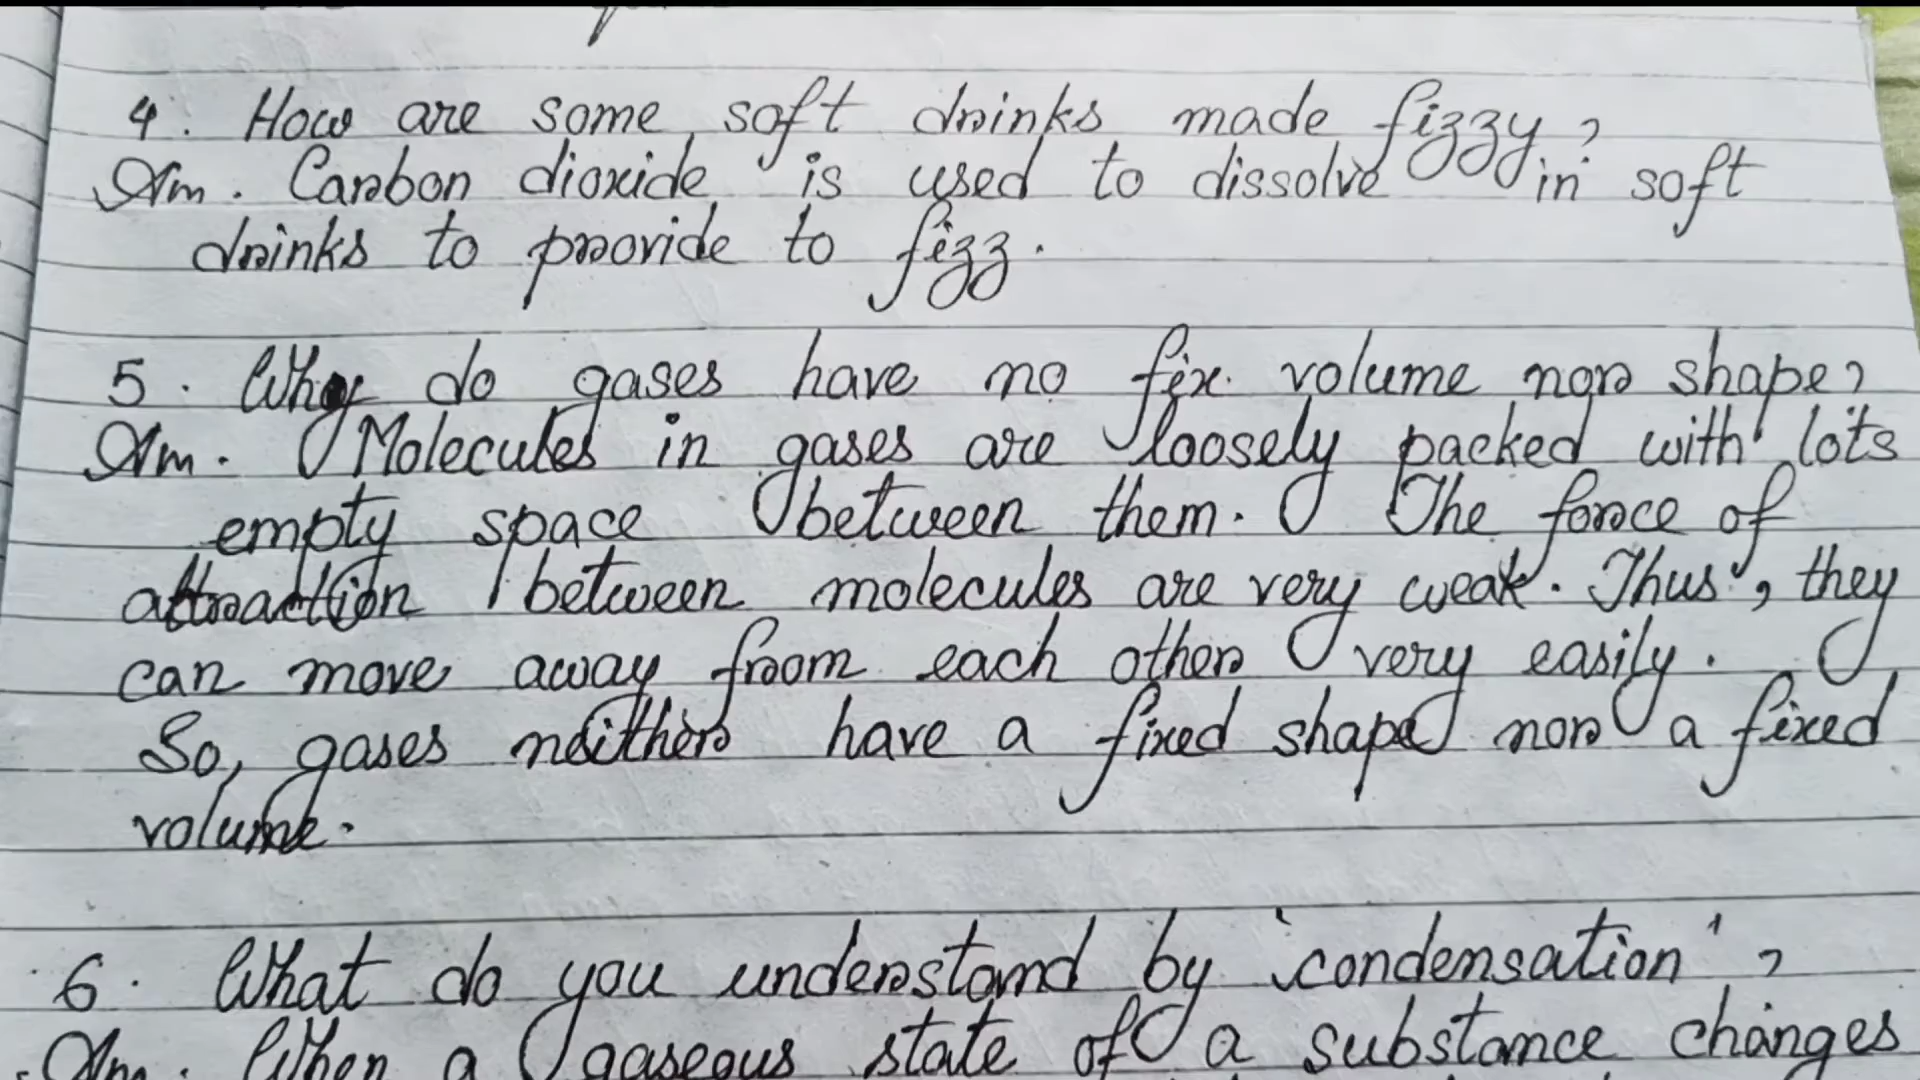 4. How are some soft drinks made fizzy?
Ans. Carbon dioxide is used to dissolve in soft
drinks to provide to fizz.
5. Why do gases have no fix volume nor shape?
Ans. Molecules in gases are loosely packed with lots
empty space between them. The force of
attraction between molecules are very weak. Thus, they
can move away from each other very easily.
So, gases neither have a fixed shape nor a fixed
volume.
6. What do you understand by 'condensation'?
Ans. When a gaseous state of a substance changes